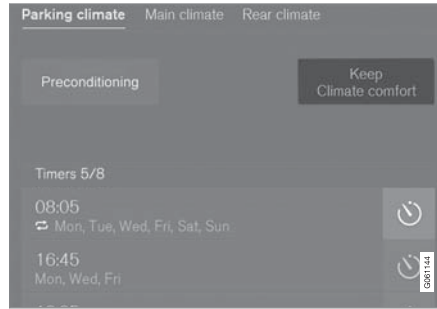 Parking climate Main climate Rear climate
Preconditioning
Keep
Climate comfort
Timers 5/8
08:05
Mon, Tue, Wed, Fri, Sat, Sun
16:45
Mon, Wed, Fri
G061144